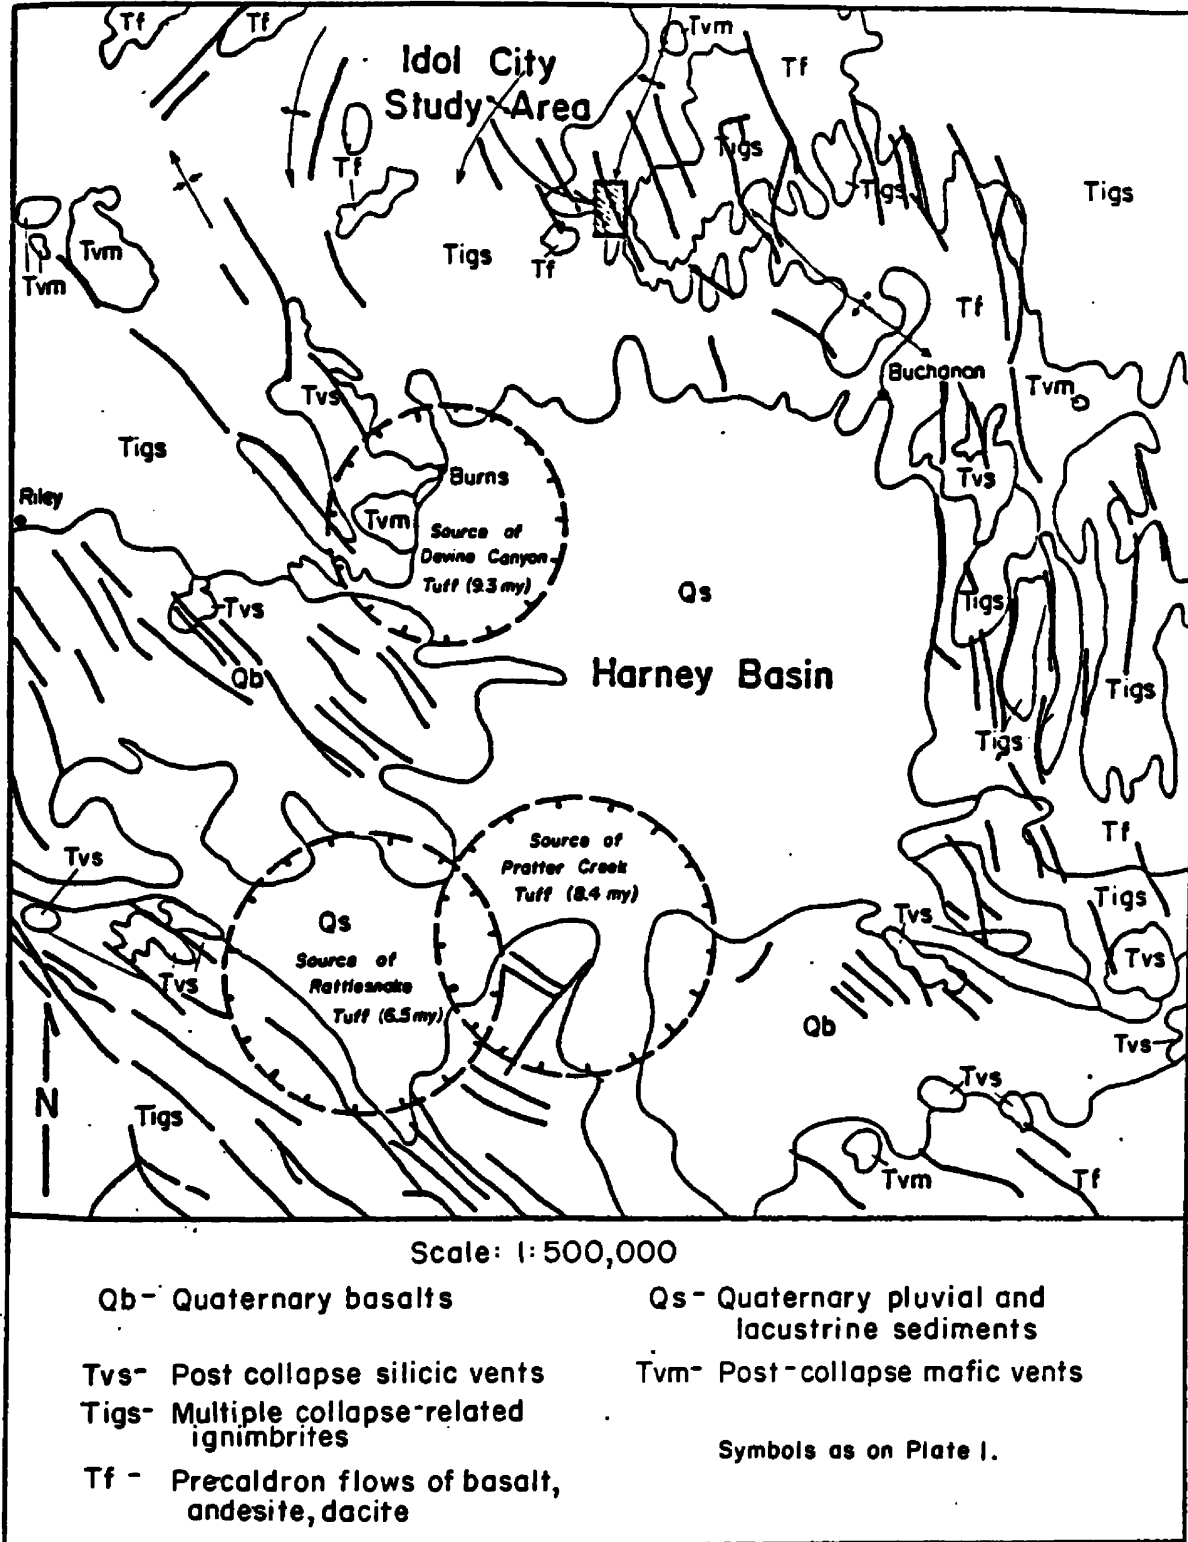 Tf
Tf
Tvm
Idol City
Study Area
Tf
Tigs
Tigs
Tigs
Tf
Tvm
Tvm
Tigs
Tf
Tf
Buchanan
Tvm
Tvs
Tigs
Burns
Tvs
Riley
Tvm
Source of
Devine Canyon
Tuff (9.3 my)
Qs
Tvs
Tigs
Harney Basin
Qb
Tigs
Tigs
Source of
Pratter Creek
Tuff (8.4 my)
Tf
Tvs
Tigs
Qs
Tvs
Source of
Rattlesnake
Tuff (6.5 my)
Tvs
Tvs
Qb
Tvs
Tvs
N
Tigs
Tvm
Tf
Scale: 1:500,000
Qb- Quaternary basalts
Qs- Quaternary pluvial and
lacustrine sediments
Tvs- Post collapse silicic vents
Tvm- Post-collapse mafic vents
Tigs- Multiple collapse-related
ignimbrites
Symbols as on Plate 1.
Tf - Precaldron flows of basalt,
andesite, dacite